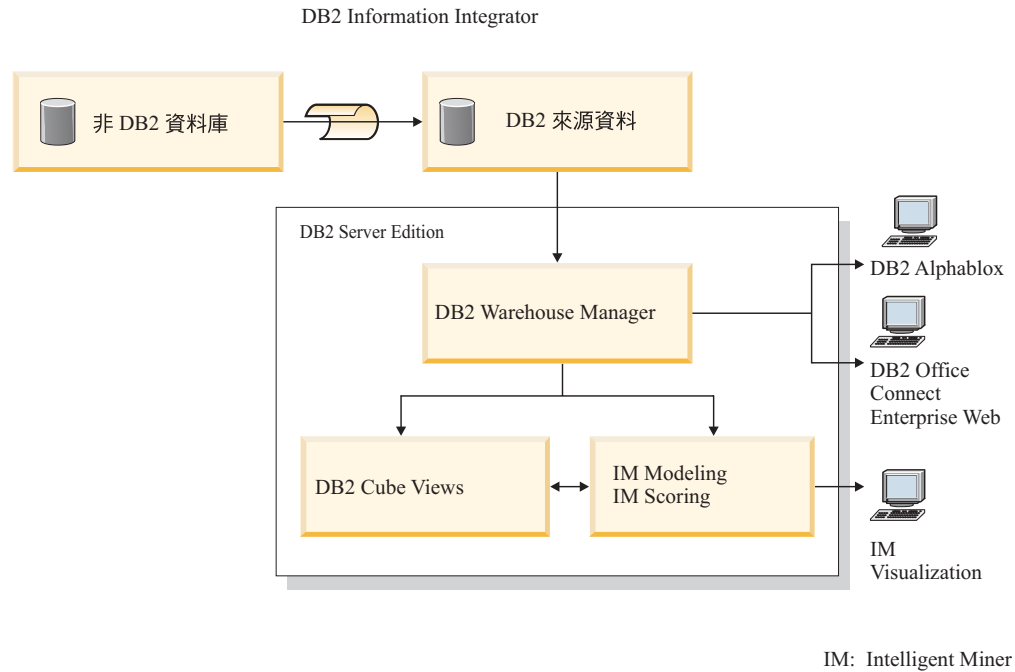 DB2 Information Integrator
非 DB2 資料庫
DB2 來源資料
DB2 Server Edition
DB2 Warehouse Manager
DB2 Alphablox
DB2 Office
Connect
Enterprise Web
DB2 Cube Views
IM Modeling
IM Scoring
IM
Visualization
IM: Intelligent Miner